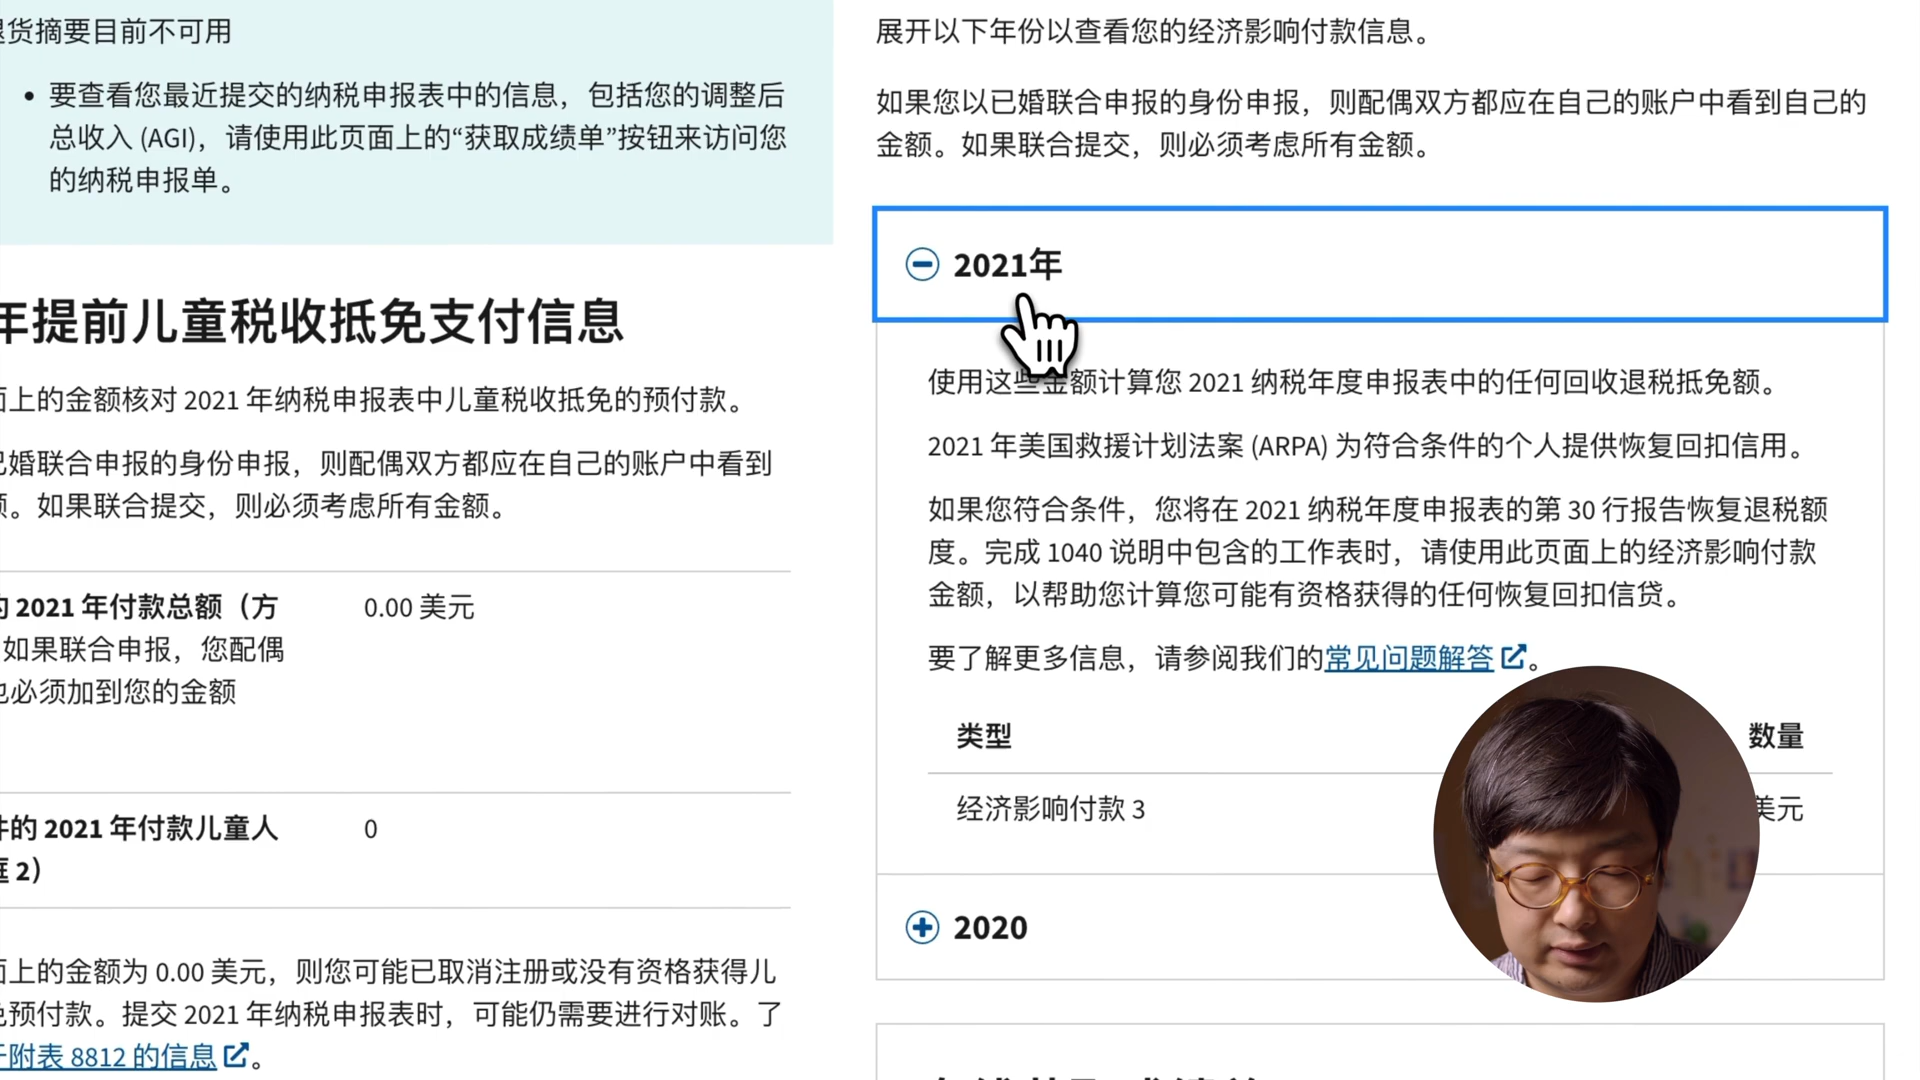 货摘要目前不可用
• 要查看您最近提交的纳税申报表中的信息，包括您的调整后
总收入 (AGI)，请使用此页面上的“获取成绩单”按钮来访问您
的纳税申报单。
年提前儿童税收抵免支付信息
面上的金额核对 2021 年纳税申报表中儿童税收抵免的预付款。
已婚联合申报的身份申报，则配偶双方都应在自己的账户中看到
额。如果联合提交，则必须考虑所有金额。
的 2021 年付款总额（方
如果联合申报，您配偶
也必须加到您的金额
0.00 美元
件的 2021 年付款儿童人
框 2）
0
面上的金额为 0.00 美元，则您可能已取消注册或没有资格获得儿
免预付款。提交 2021 年纳税申报表时，可能仍需要进行对账。了
于附表 8812 的信息。
展开以下年份以查看您的经济影响付款信息。
如果您以已婚联合申报的身份申报，则配偶双方都应在自己的账户中看到自己的
金额。如果联合提交，则必须考虑所有金额。
2021年
使用这些金额计算您 2021 纳税年度申报表中的任何回收退税抵免额。
2021 年美国救援计划法案 (ARPA) 为符合条件的个人提供恢复回扣信用。
如果您符合条件，您将在 2021 纳税年度申报表的第 30 行报告恢复退税额
度。完成 1040 说明中包含的工作表时，请使用此页面上的经济影响付款
金额，以帮助您计算您可能有资格获得的任何恢复回扣信贷。
要了解更多信息，请参阅我们的常见问题解答。
类型 数量
经济影响付款 3 美元
2020